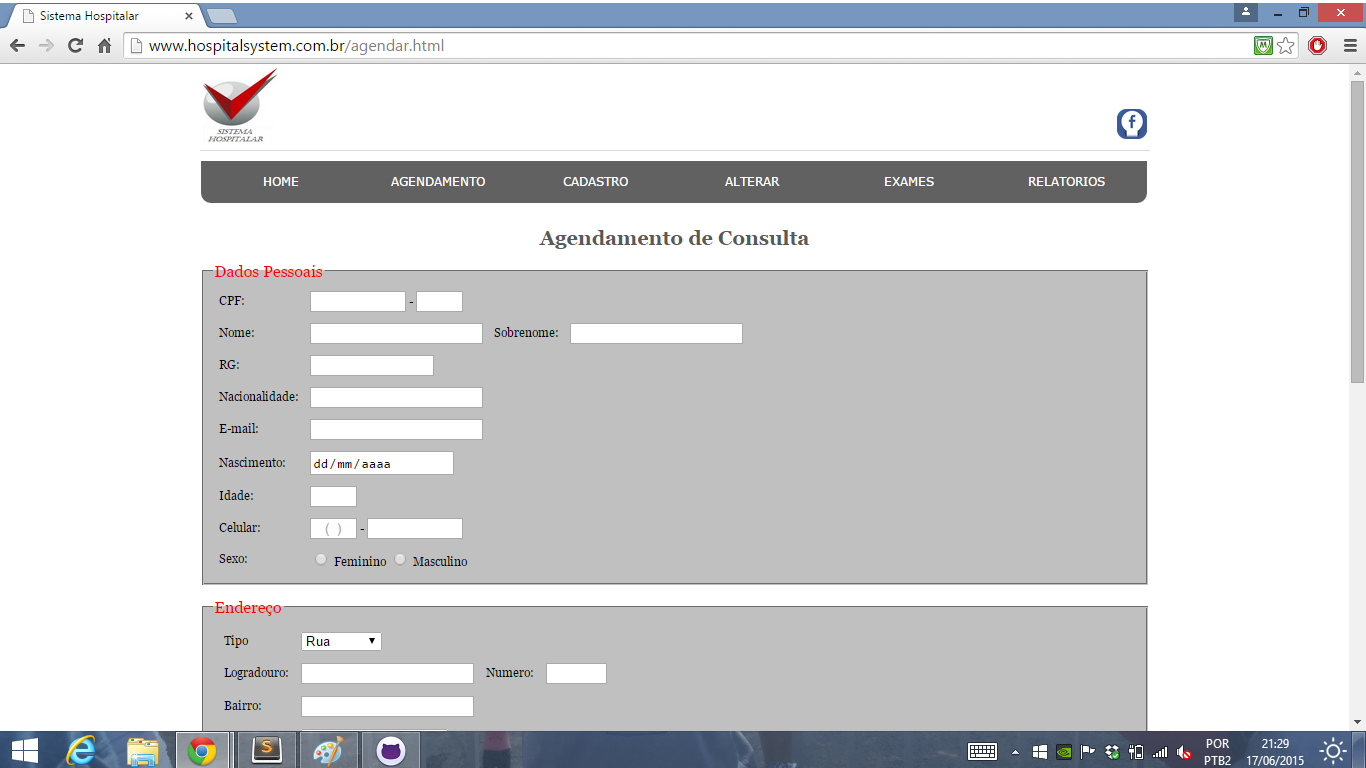 Sistema Hospitalar
www.hospitalsystem.com.br/agendar.html
SISTEMA
HOSPITALAR
f
HOME AGENDAMENTO CADASTRO ALTERAR EXAMES RELATORIOS
Agendamento de Consulta
Dados Pessoais
CPF: -
Nome: Sobrenome:
RG:
Nacionalidade:
E-mail:
Nascimento: dd/mm/aaaa
Idade:
Celular: ( ) -
Sexo: Feminino Masculino
Endereço
Tipo Rua
Logradouro: Numero:
Bairro:
POR 21:29
PTB2 17/06/2015